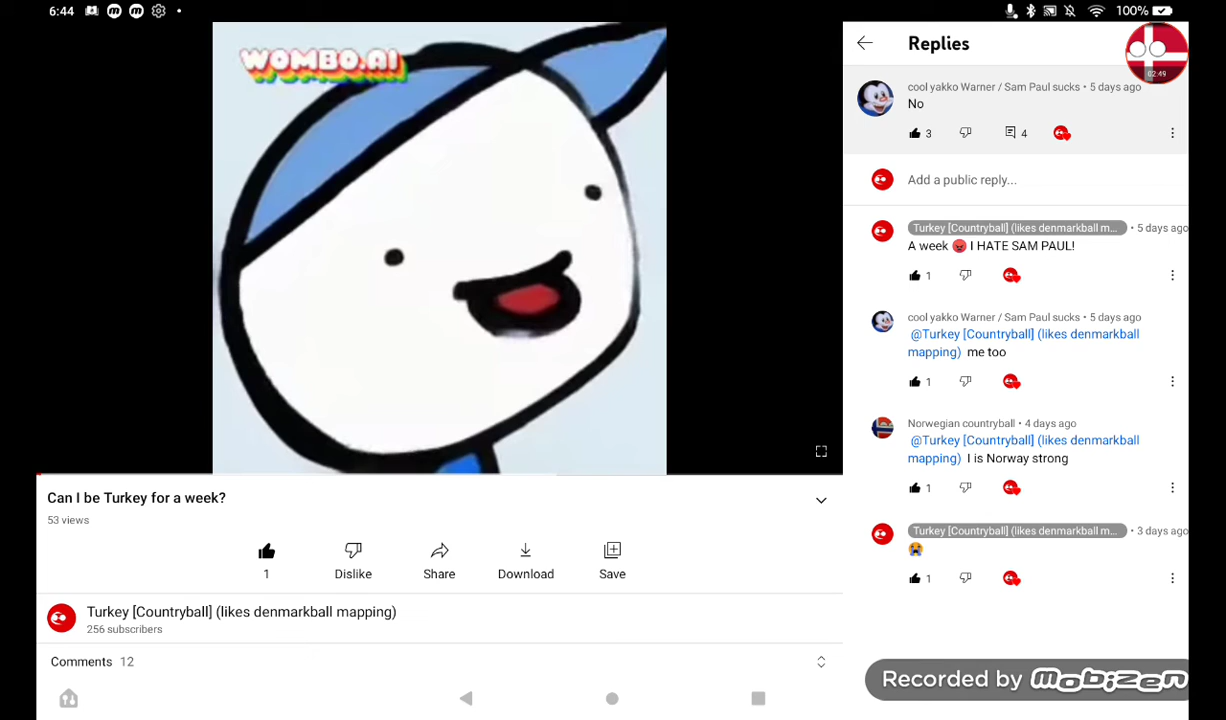 6:44
100%
WOMBO.AI
Replies
02:49
cool yakko Warner / Sam Paul sucks • 5 days ago
No
3
4
Add a public reply...
Turkey [Countryball] (likes denmarkball m... • 5 days ago
A week 😡 I HATE SAM PAUL!
1
cool yakko Warner / Sam Paul sucks • 5 days ago
@Turkey [Countryball] (likes denmarkball
mapping) me too
1
Norwegian countryball • 4 days ago
@Turkey [Countryball] (likes denmarkball
mapping) I is Norway strong
1
Turkey [Countryball] (likes denmarkball m... • 3 days ago
😭
1
Can I be Turkey for a week?
53 views
1
Dislike
Share
Download
Save
Turkey [Countryball] (likes denmarkball mapping)
256 subscribers
Comments 12
Recorded by mobizen